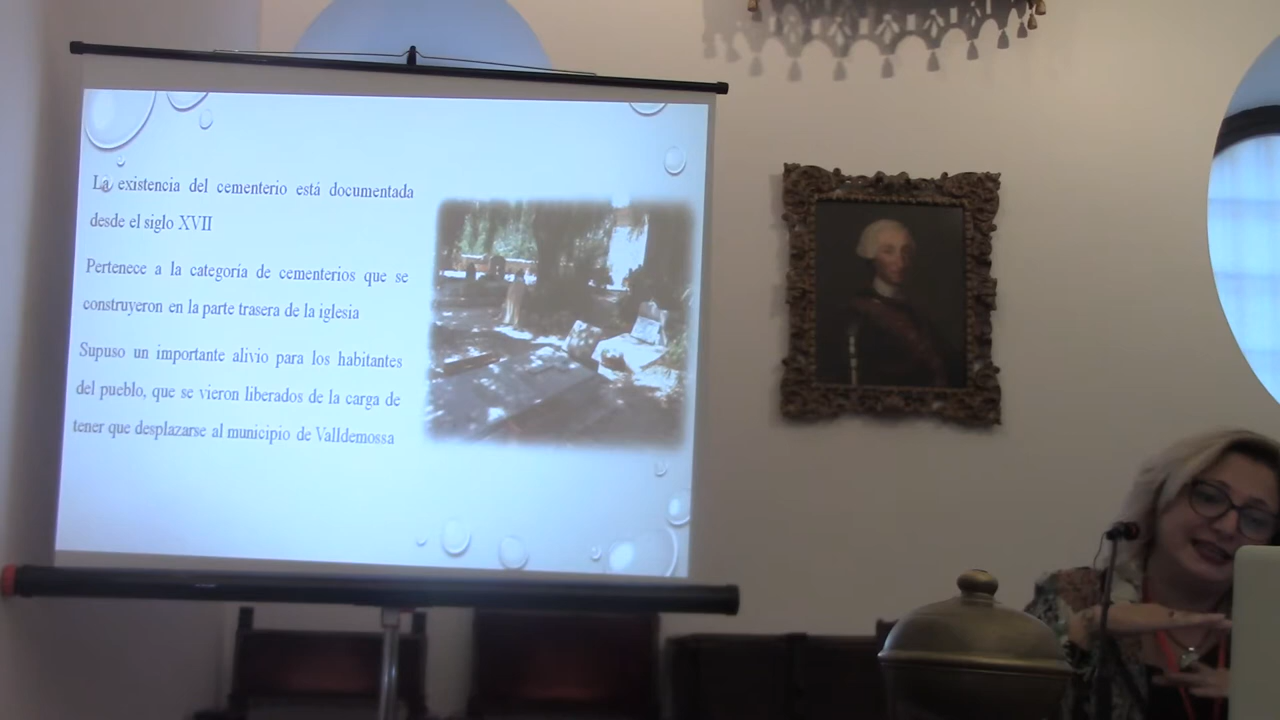 La existencia del cementerio está documentada
desde el siglo XVII
Pertenece a la categoría de cementerios que se
construyeron en la parte trasera de la iglesia
Supuso un importante alivio para los habitantes
del pueblo, que se vieron liberados de la carga de
tener que desplazarse al municipio de Valldemossa